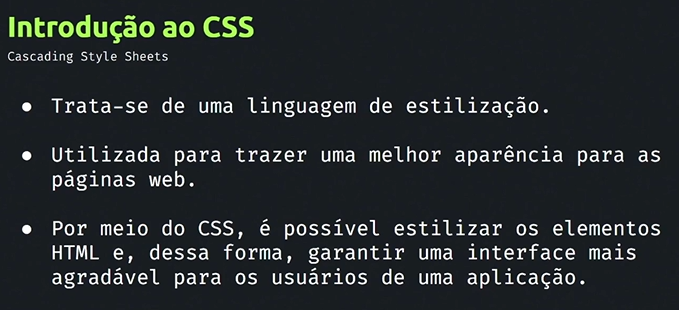 Introdução ao CSS
Cascading Style Sheets
● Trata-se de uma linguagem de estilização.
● Utilizada para trazer uma melhor aparência para as
páginas web.
● Por meio do CSS, é possível estilizar os elementos
HTML e, dessa forma, garantir uma interface mais
agradável para os usuários de uma aplicação.